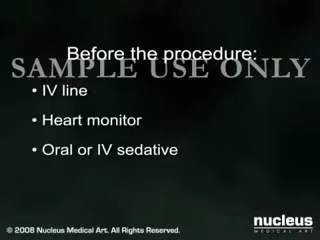 Before the procedure:
SAMPLE USE ONLY
• IV line
• Heart monitor
• Oral or IV sedative
nucleus
MEDICAL ART
© 2008 Nucleus Medical Art. All Rights Reserved.